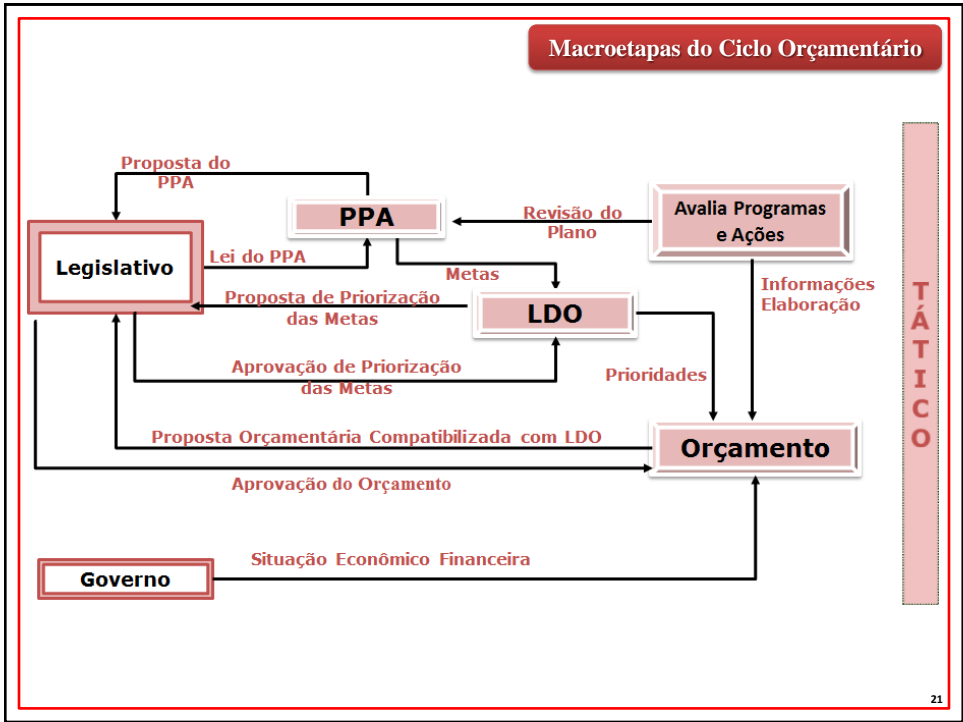 Macroetapas do Ciclo Orçamentário
Proposta do
PPA
PPA
Revisão do
Plano
Avalia Programas
e Ações
Legislativo
Lei do PPA
Metas
Informações
Elaboração
Proposta de Priorização
das Metas
LDO
Aprovação de Priorização
das Metas
Prioridades
Proposta Orçamentária Compatibilizada com LDO
Orçamento
Aprovação do Orçamento
Situação Econômico Financeira
Governo
TÁTICO
21